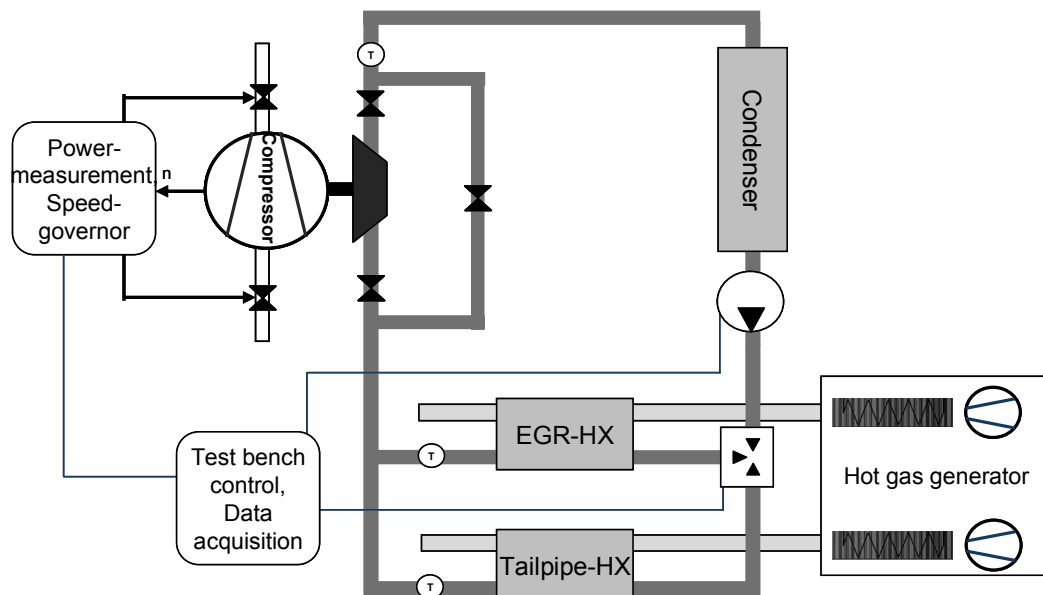 T
Condenser
Compressor
Power-
measurement,
Speed-
governor
n
EGR-HX
T
Test bench
control,
Data
acquisition
Hot gas generator
Tailpipe-HX
T